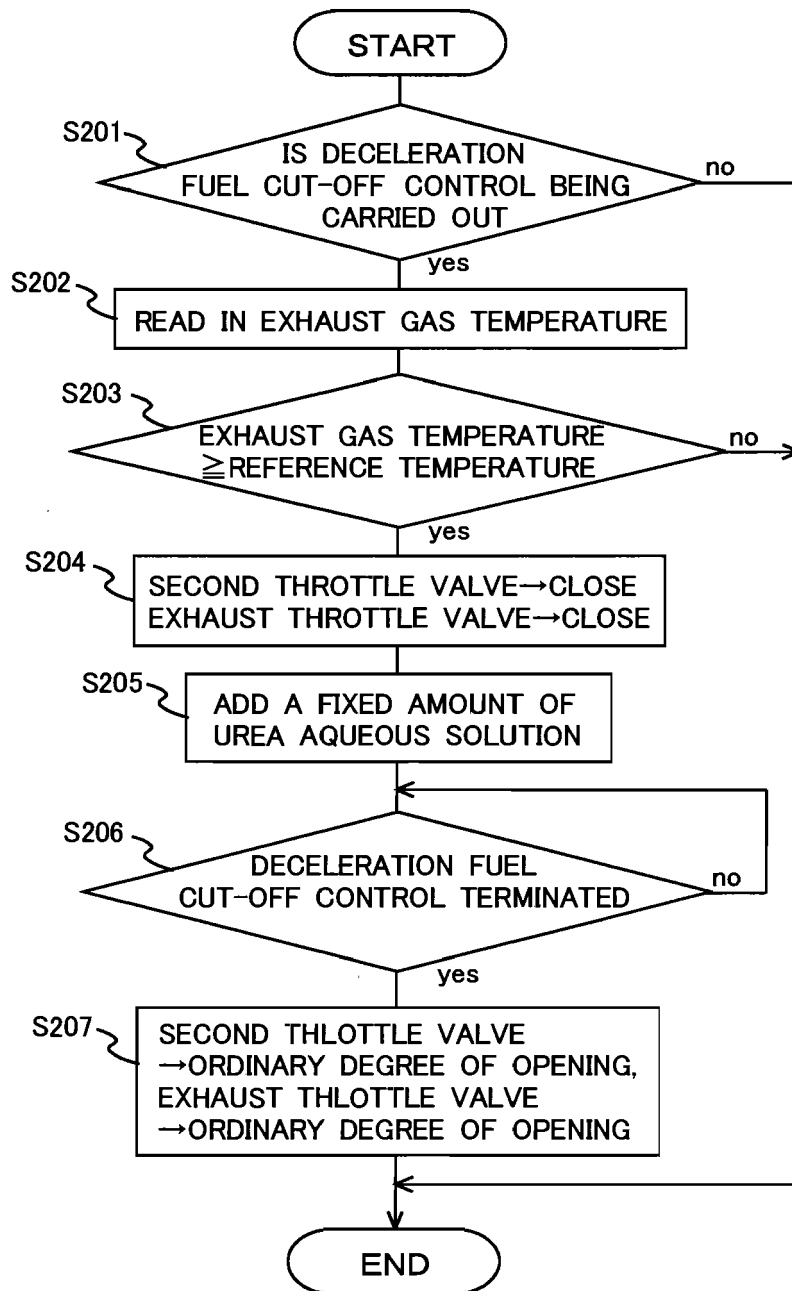 START
S201
IS DECELERATION
FUEL CUT-OFF CONTROL BEING
CARRIED OUT
no
yes
S202
READ IN EXHAUST GAS TEMPERATURE
S203
EXHAUST GAS TEMPERATURE
≧REFERENCE TEMPERATURE
no
yes
S204
SECOND THROTTLE VALVE→CLOSE
EXHAUST THROTTLE VALVE→CLOSE
S205
ADD A FIXED AMOUNT OF
UREA AQUEOUS SOLUTION
S206
DECELERATION FUEL
CUT-OFF CONTROL TERMINATED
no
yes
S207
SECOND THLOTTLE VALVE
→ORDINARY DEGREE OF OPENING,
EXHAUST THLOTTLE VALVE
→ORDINARY DEGREE OF OPENING
END